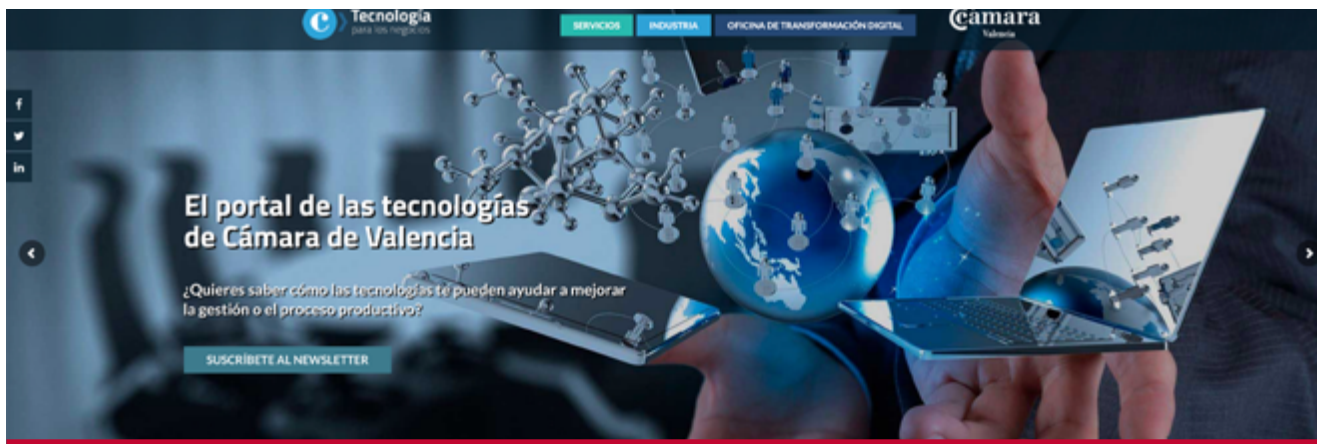 Tecnología
para los negocios
SERVICIOS
INDUSTRIA
OFICINA DE TRANSFORMACIÓN DIGITAL
Cámara
Valencia
f
in
El portal de las tecnologías
de Cámara de Valencia
¿Quieres saber cómo las tecnologías te pueden ayudar a mejorar
la gestión o el proceso productivo?
SUSCRÍBETE AL NEWSLETTER